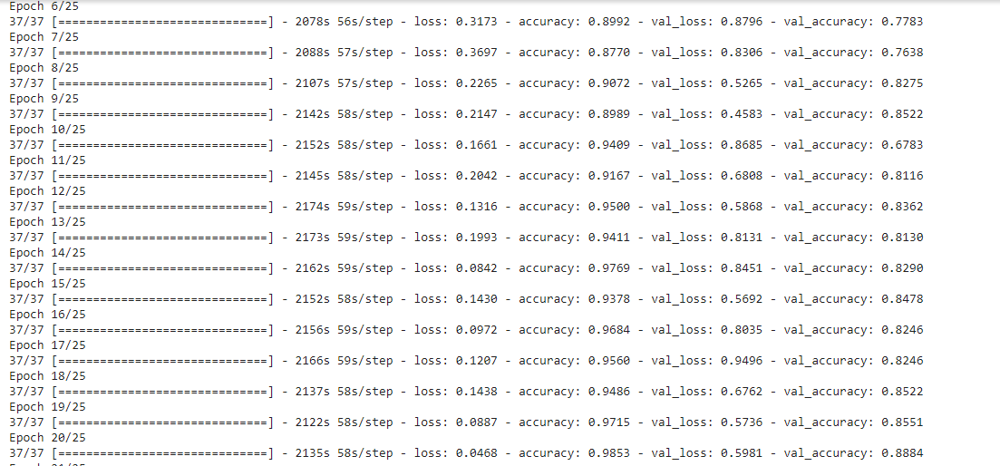 Epoch 6/25
37/37 [==============================] - 2078s 56s/step - loss: 0.3173 - accuracy: 0.8992 - val_loss: 0.8796 - val_accuracy: 0.7783
Epoch 7/25
37/37 [==============================] - 2088s 57s/step - loss: 0.3697 - accuracy: 0.8770 - val_loss: 0.8306 - val_accuracy: 0.7638
Epoch 8/25
37/37 [==============================] - 2107s 57s/step - loss: 0.2265 - accuracy: 0.9072 - val_loss: 0.5265 - val_accuracy: 0.8275
Epoch 9/25
37/37 [==============================] - 2142s 58s/step - loss: 0.2147 - accuracy: 0.8989 - val_loss: 0.4583 - val_accuracy: 0.8522
Epoch 10/25
37/37 [==============================] - 2152s 58s/step - loss: 0.1661 - accuracy: 0.9409 - val_loss: 0.8685 - val_accuracy: 0.6783
Epoch 11/25
37/37 [==============================] - 2145s 58s/step - loss: 0.2042 - accuracy: 0.9167 - val_loss: 0.6808 - val_accuracy: 0.8116
Epoch 12/25
37/37 [==============================] - 2174s 59s/step - loss: 0.1316 - accuracy: 0.9500 - val_loss: 0.5868 - val_accuracy: 0.8362
Epoch 13/25
37/37 [==============================] - 2173s 59s/step - loss: 0.1993 - accuracy: 0.9411 - val_loss: 0.8131 - val_accuracy: 0.8130
Epoch 14/25
37/37 [==============================] - 2162s 59s/step - loss: 0.0842 - accuracy: 0.9769 - val_loss: 0.8451 - val_accuracy: 0.8290
Epoch 15/25
37/37 [==============================] - 2152s 58s/step - loss: 0.1430 - accuracy: 0.9378 - val_loss: 0.5692 - val_accuracy: 0.8478
Epoch 16/25
37/37 [==============================] - 2156s 59s/step - loss: 0.0972 - accuracy: 0.9684 - val_loss: 0.8035 - val_accuracy: 0.8246
Epoch 17/25
37/37 [==============================] - 2166s 59s/step - loss: 0.1207 - accuracy: 0.9560 - val_loss: 0.9496 - val_accuracy: 0.8246
Epoch 18/25
37/37 [==============================] - 2137s 58s/step - loss: 0.1438 - accuracy: 0.9486 - val_loss: 0.6762 - val_accuracy: 0.8522
Epoch 19/25
37/37 [==============================] - 2122s 58s/step - loss: 0.0887 - accuracy: 0.9715 - val_loss: 0.5736 - val_accuracy: 0.8551
Epoch 20/25
37/37 [==============================] - 2135s 58s/step - loss: 0.0468 - accuracy: 0.9853 - val_loss: 0.5981 - val_accuracy: 0.8884